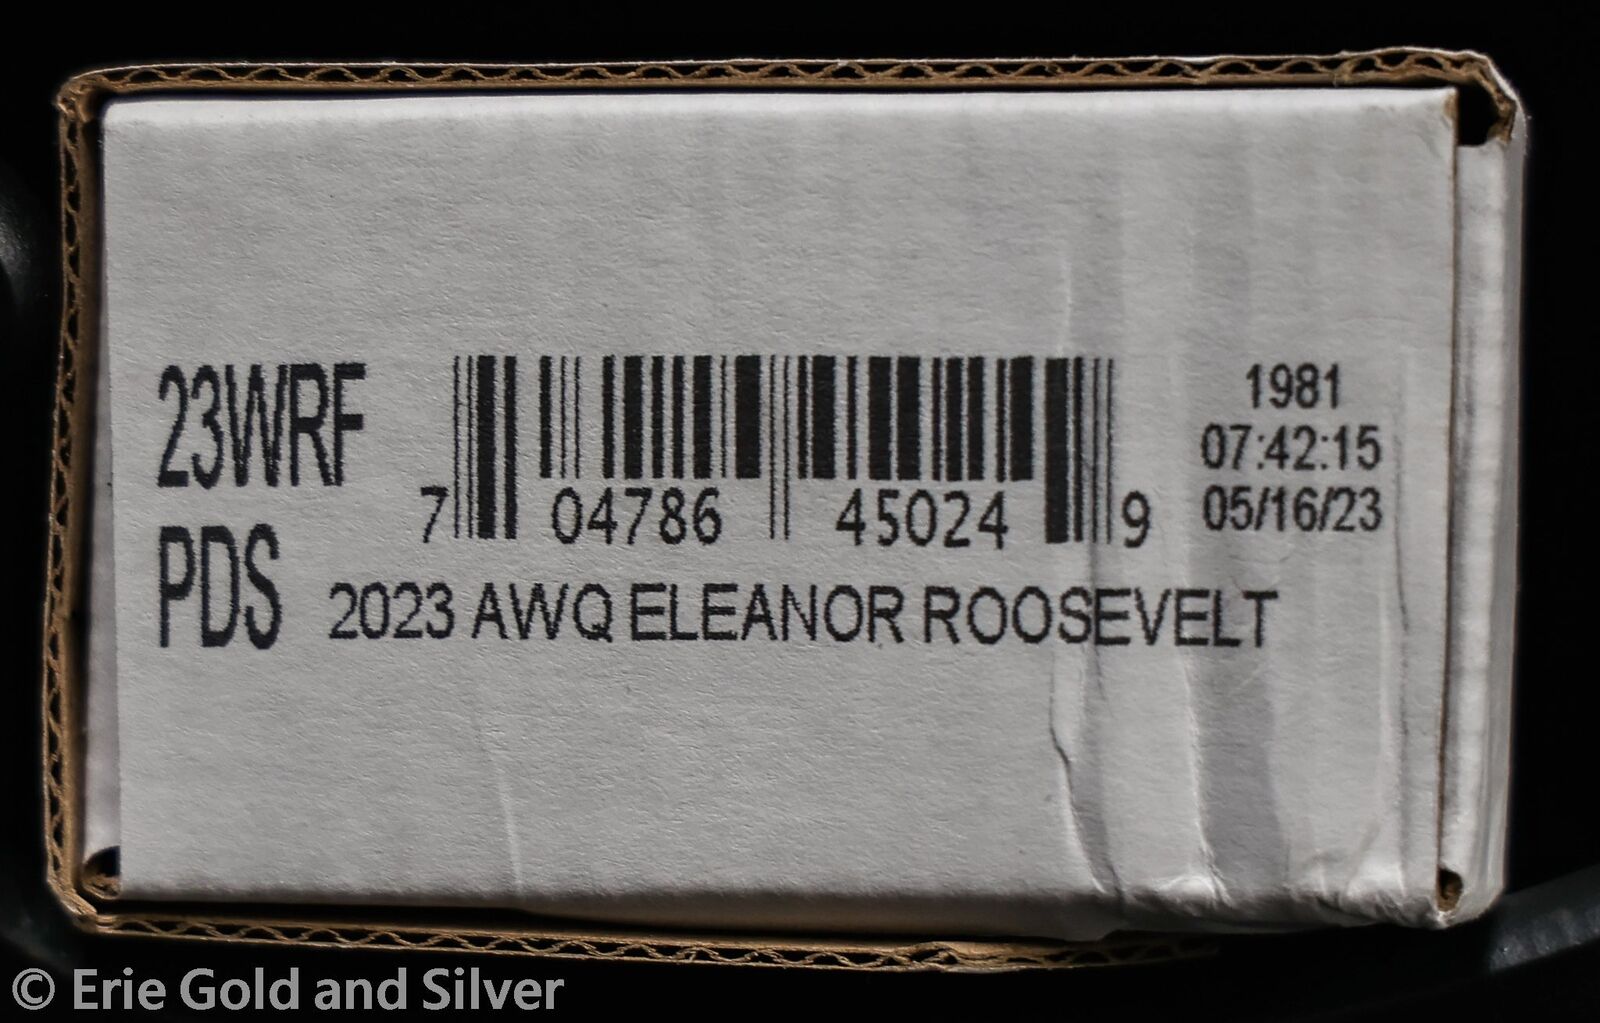 23WRF
PDS
7 04786 45024 9
1981
07:42:15
05/16/23
2023 AWQ ELEANOR ROOSEVELT
© Erie Gold and Silver